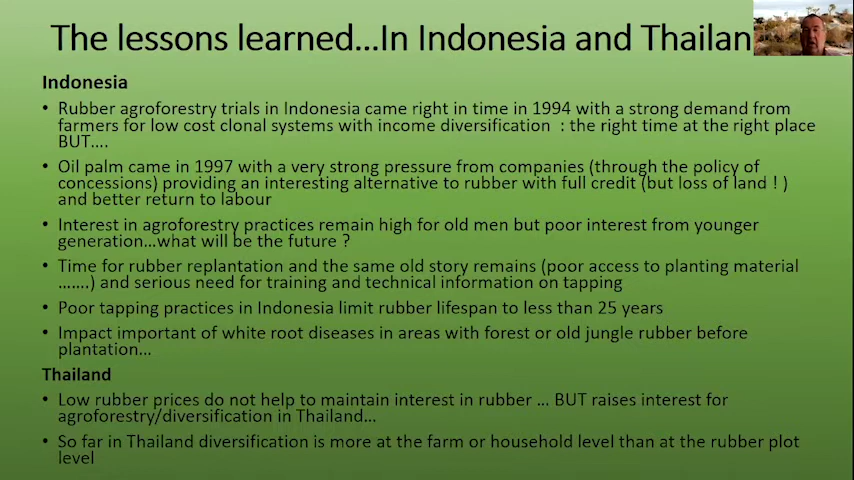 The lessons learned...In Indonesia and Thailan
Indonesia
• Rubber agroforestry trials in Indonesia came right in time in 1994 with a strong demand from
farmers for low cost clonal systems with income diversification : the right time at the right place
BUT....
• Oil palm came in 1997 with a very strong pressure from companies (through the policy of
concessions) providing an interesting alternative to rubber with full credit (but loss of land ! )
and better return to labour
• Interest in agroforestry practices remain high for old men but poor interest from younger
generation...what will be the future ?
• Time for rubber replantation and the same old story remains (poor access to planting material
.......) and serious need for training and technical information on tapping
• Poor tapping practices in Indonesia limit rubber lifespan to less than 25 years
• Impact important of white root diseases in areas with forest or old jungle rubber before
plantation...
Thailand
• Low rubber prices do not help to maintain interest in rubber ... BUT raises interest for
agroforestry/diversification in Thailand...
• So far in Thailand diversification is more at the farm or household level than at the rubber plot
level